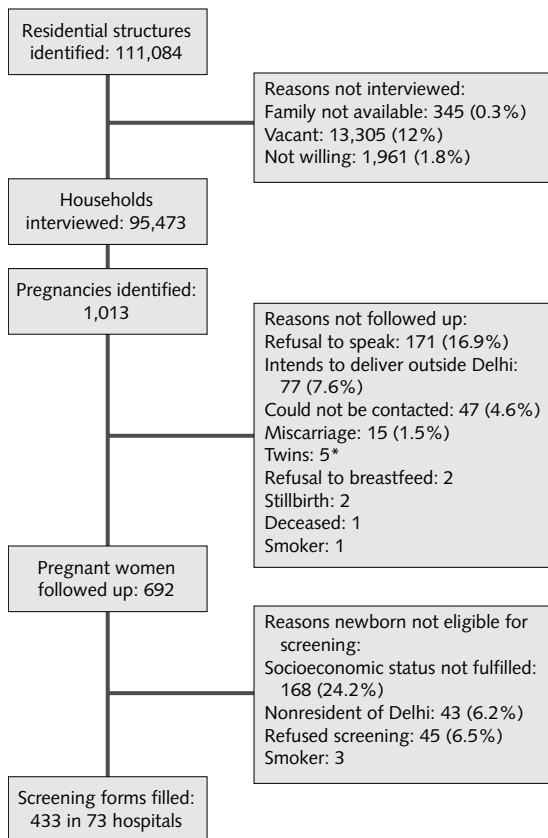 Residential structures
identified: 111,084
Reasons not interviewed:
Family not available: 345 (0.3%)
Vacant: 13,305 (12%)
Not willing: 1,961 (1.8%)
Households
interviewed: 95,473
Pregnancies identified:
1,013
Reasons not followed up:
Refusal to speak: 171 (16.9%)
Intends to deliver outside Delhi:
77 (7.6%)
Could not be contacted: 47 (4.6%)
Miscarriage: 15 (1.5%)
Twins: 5*
Refusal to breastfeed: 2
Stillbirth: 2
Deceased: 1
Smoker: 1
Pregnant women
followed up: 692
Reasons newborn not eligible for
screening:
Socioeconomic status not fulfilled:
168 (24.2%)
Nonresident of Delhi: 43 (6.2%)
Refused screening: 45 (6.5%)
Smoker: 3
Screening forms filled:
433 in 73 hospitals